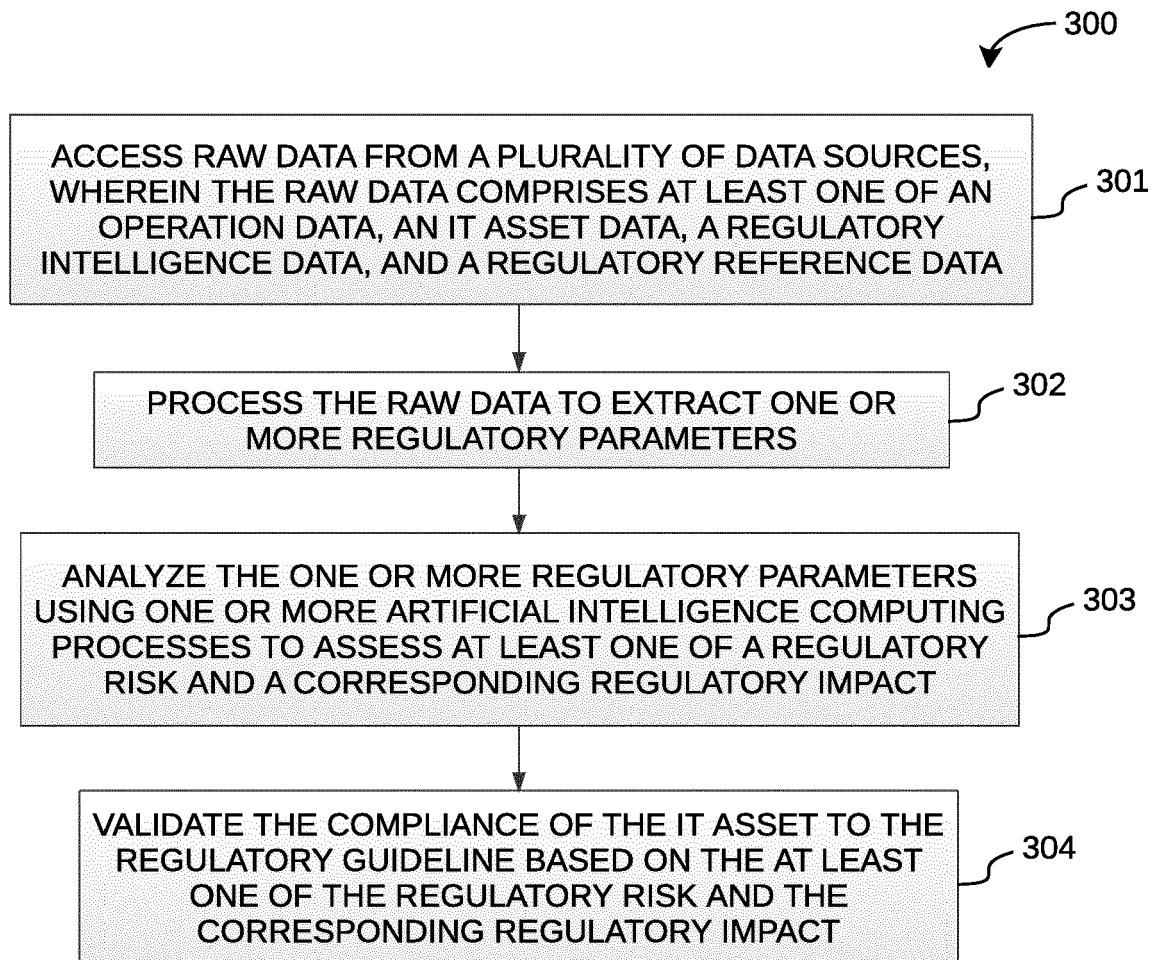 300
ACCESS RAW DATA FROM A PLURALITY OF DATA SOURCES,
WHEREIN THE RAW DATA COMPRISES AT LEAST ONE OF AN
OPERATION DATA, AN IT ASSET DATA, A REGULATORY
INTELLIGENCE DATA, AND A REGULATORY REFERENCE DATA
301
PROCESS THE RAW DATA TO EXTRACT ONE OR
MORE REGULATORY PARAMETERS
302
ANALYZE THE ONE OR MORE REGULATORY PARAMETERS
USING ONE OR MORE ARTIFICIAL INTELLIGENCE COMPUTING
PROCESSES TO ASSESS AT LEAST ONE OF A REGULATORY
RISK AND A CORRESPONDING REGULATORY IMPACT
303
VALIDATE THE COMPLIANCE OF THE IT ASSET TO THE
REGULATORY GUIDELINE BASED ON THE AT LEAST
ONE OF THE REGULATORY RISK AND THE
CORRESPONDING REGULATORY IMPACT
304